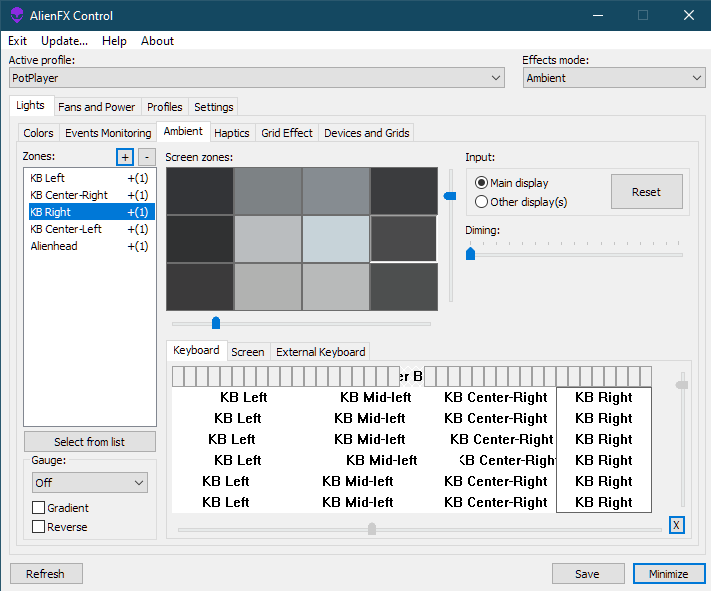 AlienFX Control
Exit Update... Help About
Active profile: Effects mode:
PotPlayer Ambient
Lights Fans and Power Profiles Settings
Colors Events Monitoring Ambient Haptics Grid Effect Devices and Grids
Zones: + - Screen zones: Input:
KB Left +(1)
KB Center-Right +(1)
KB Right +(1)
KB Center-Left +(1)
Alienhead +(1)
Main display
Other display(s)
Reset
Diming:
Keyboard Screen External Keyboard
KB Left KB Mid-left KB Center-Right KB Right
KB Left KB Mid-left KB Center-Right KB Right
KB Left KB Mid-left KB Center-Right KB Right
KB Left KB Mid-left KB Center-Right KB Right
KB Left KB Mid-left KB Center-Right KB Right
KB Left KB Mid-left KB Center-Right KB Right
X
Select from list
Gauge:
Off
Gradient
Reverse
Refresh Save Minimize